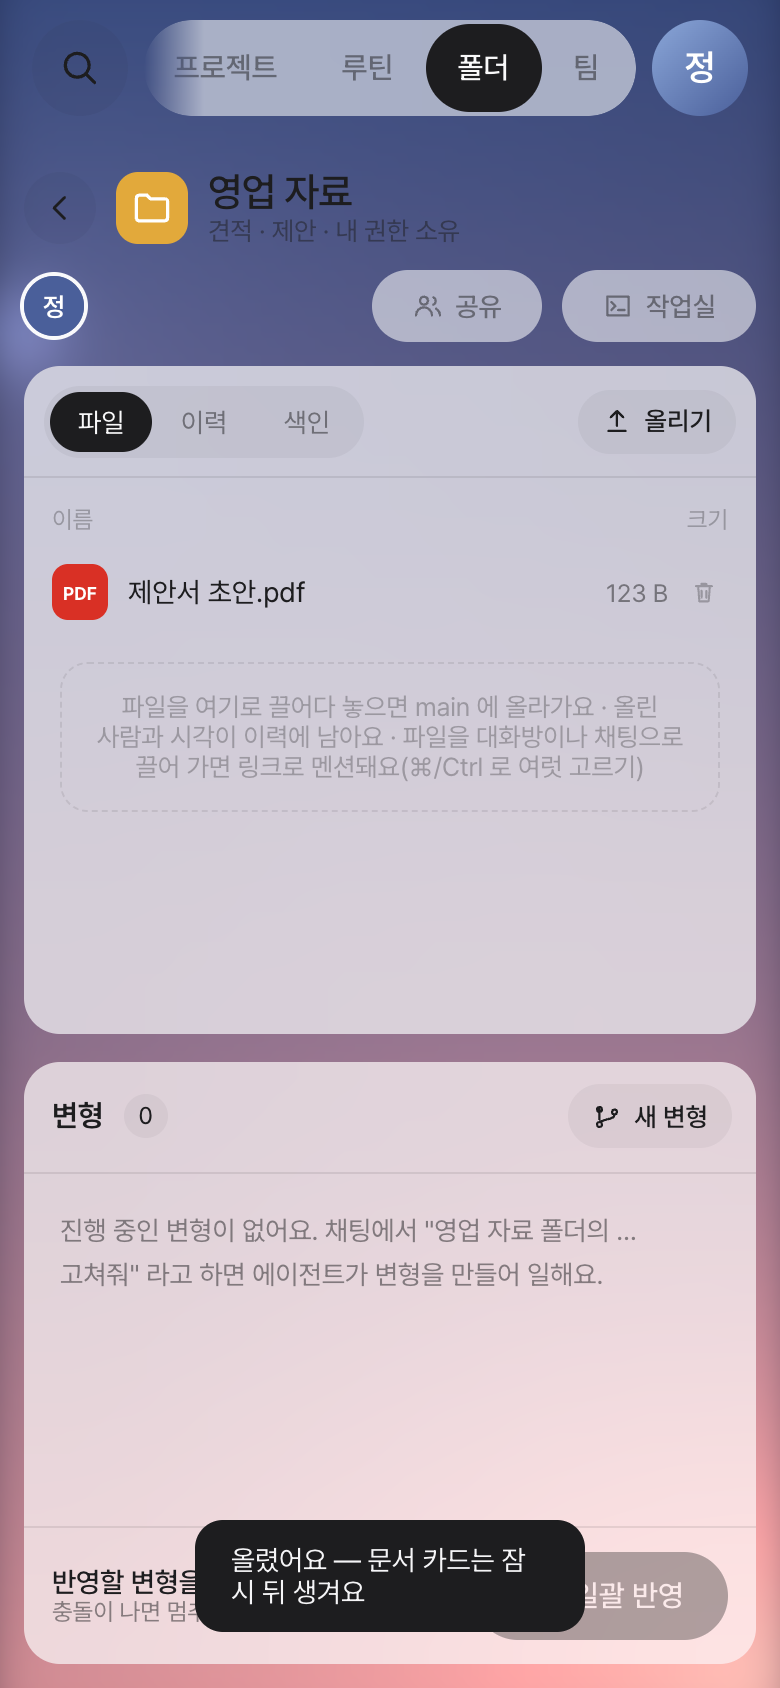 프로젝트
루틴
폴더
팀
정
영업 자료
견적 · 제안 · 내 권한 소유
정
공유
작업실
파일
이력
색인
올리기
이름
크기
PDF
제안서 초안.pdf
123 B
파일을 여기로 끌어다 놓으면 main 에 올라가요 · 올린
사람과 시각이 이력에 남아요 · 파일을 대화방이나 채팅으로
끌어 가면 링크로 멘션돼요(⌘/Ctrl 로 여럿 고르기)
변형
0
새 변형
진행 중인 변형이 없어요. 채팅에서 "영업 자료 폴더의 ...
고쳐줘" 라고 하면 에이전트가 변형을 만들어 일해요.
반영할 변형을
충돌이 나면
일괄 반영
올렸어요 — 문서 카드는 잠
시 뒤 생겨요